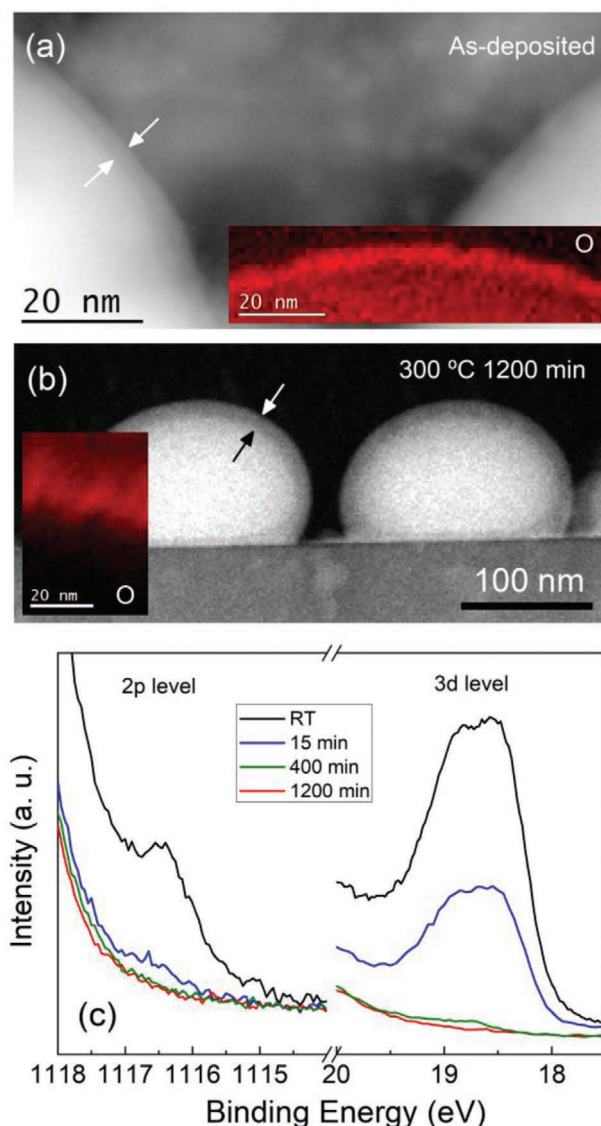 (a)
As-deposited
O
20 nm
20 nm
(b)
300 ºC 1200 min
20 nm
O
100 nm
2p level
3d level
RT
15 min
400 min
1200 min
Intensity (a. u.)
(c)
1118 1117 1116 1115 20 19 18
Binding Energy (eV)